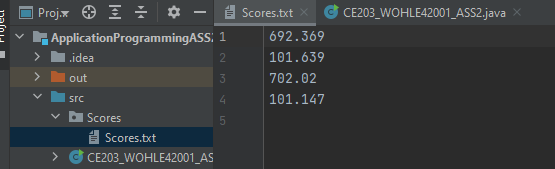 Project
Proj...
Scores.txt
CE203_WOHLE42001_ASS2.java
ApplicationProgrammingASS2
.idea
out
src
Scores
Scores.txt
CE203_WOHLE42001_AS
1 692.369
2 101.639
3 702.02
4 101.147
5